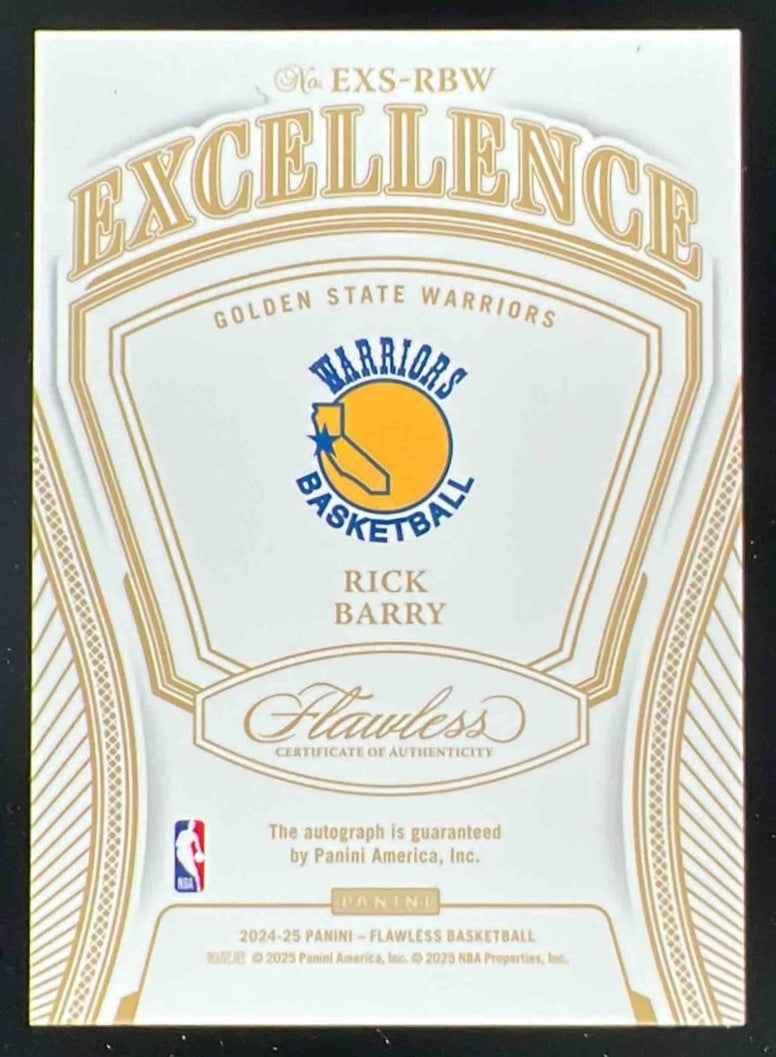 No. EXS-RBW
EXCELLENCE
GOLDEN STATE WARRIORS
WARRIORS
BASKETBALL
RICK
BARRY
Flawless
CERTIFICATE OF AUTHENTICITY
The autograph is guaranteed
by Panini America, Inc.
NBA
PANINI
2024-25 PANINI – FLAWLESS BASKETBALL
帕尼尼 © 2025 Panini America, Inc. © 2025 NBA Properties, Inc.